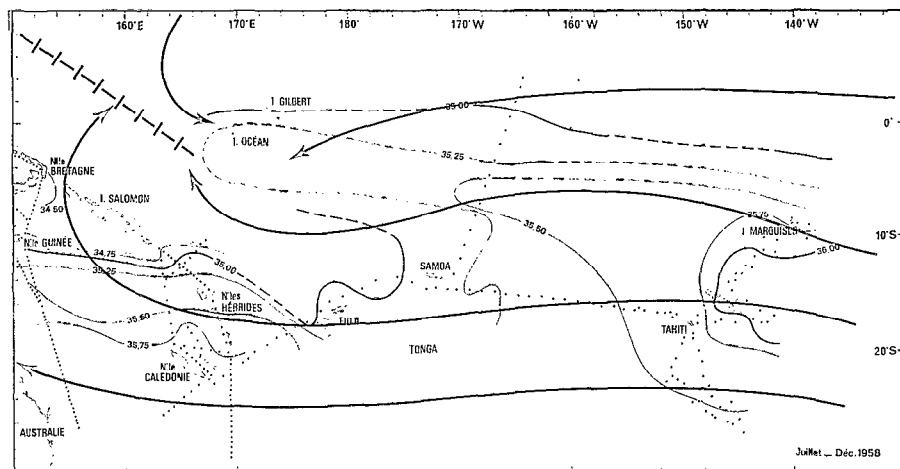 160°E
170°
180°
170°W
160°W
150°W
140°W
I GILBERT
35,00
0°
I. OCÉAN
35,25
Nlle
BRETAGNE
I. SALOMON
34,50
35,50
35,75
I MARQUISES
10°S
Nlle GUINÉE
34,75
35,00
36,00
35,25
SAMOA
Nlles
HÉBRIDES
35,50
FIDJI
TAHITI
35,75
TONGA
20°S
Nlle
CALÉDONIE
AUSTRALIE
Juillet _ Déc. 1958